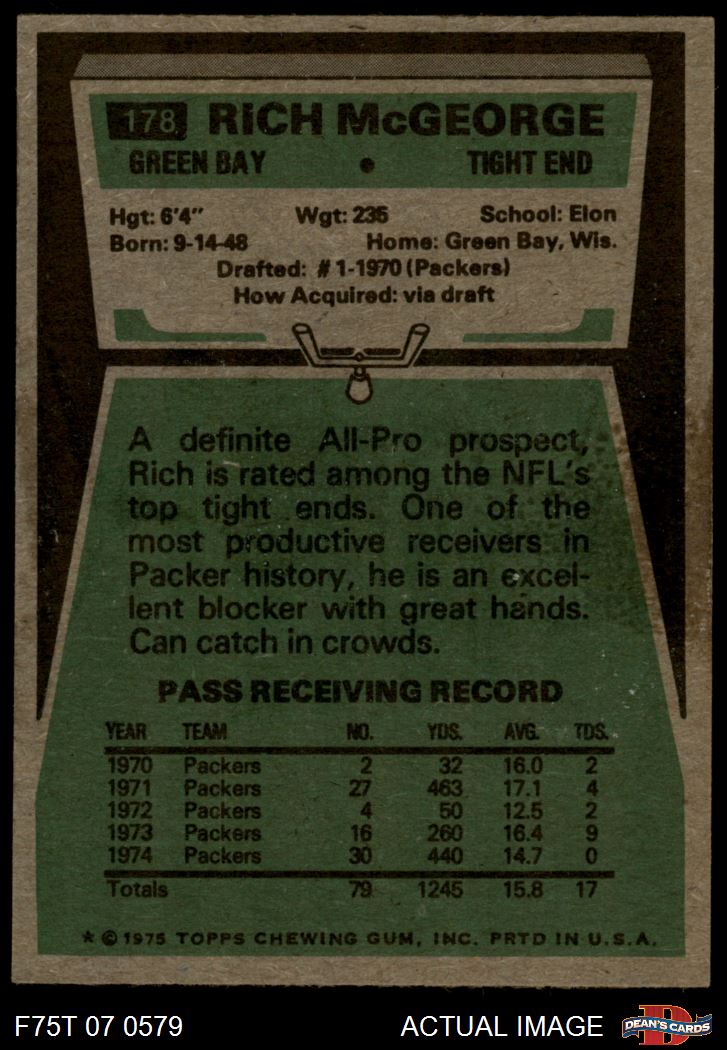 178 RICH McGEORGE
GREEN BAY • TIGHT END
Hgt: 6'4" Wgt: 235 School: Elon
Born: 9-14-48 Home: Green Bay, Wis.
Drafted: #1-1970 (Packers)
How Acquired: via draft
A definite All-Pro prospect,
Rich is rated among the NFL's
top tight ends. One of the
most productive receivers in
Packer history, he is an excel-
lent blocker with great hands.
Can catch in crowds.
PASS RECEIVING RECORD
YEAR TEAM NO. YDS. AVG. TDS.
1970 Packers 2 32 16.0 2
1971 Packers 27 463 17.1 4
1972 Packers 4 50 12.5 2
1973 Packers 16 260 16.4 9
1974 Packers 30 440 14.7 0
Totals 79 1245 15.8 17
* © 1975 TOPPS CHEWING GUM, INC. PRTD IN U.S.A.
F75T 07 0579 ACTUAL IMAGE D DEAN'S CARDS